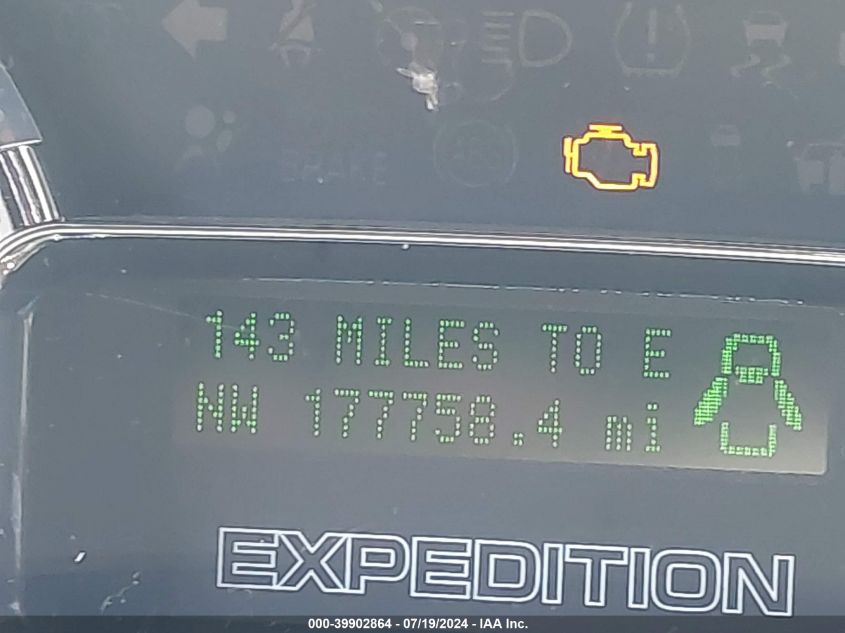 143 MILES TO E
NW 177758.4 mi
EXPEDITION
000-39902864 - 07/19/2024 - IAA Inc.